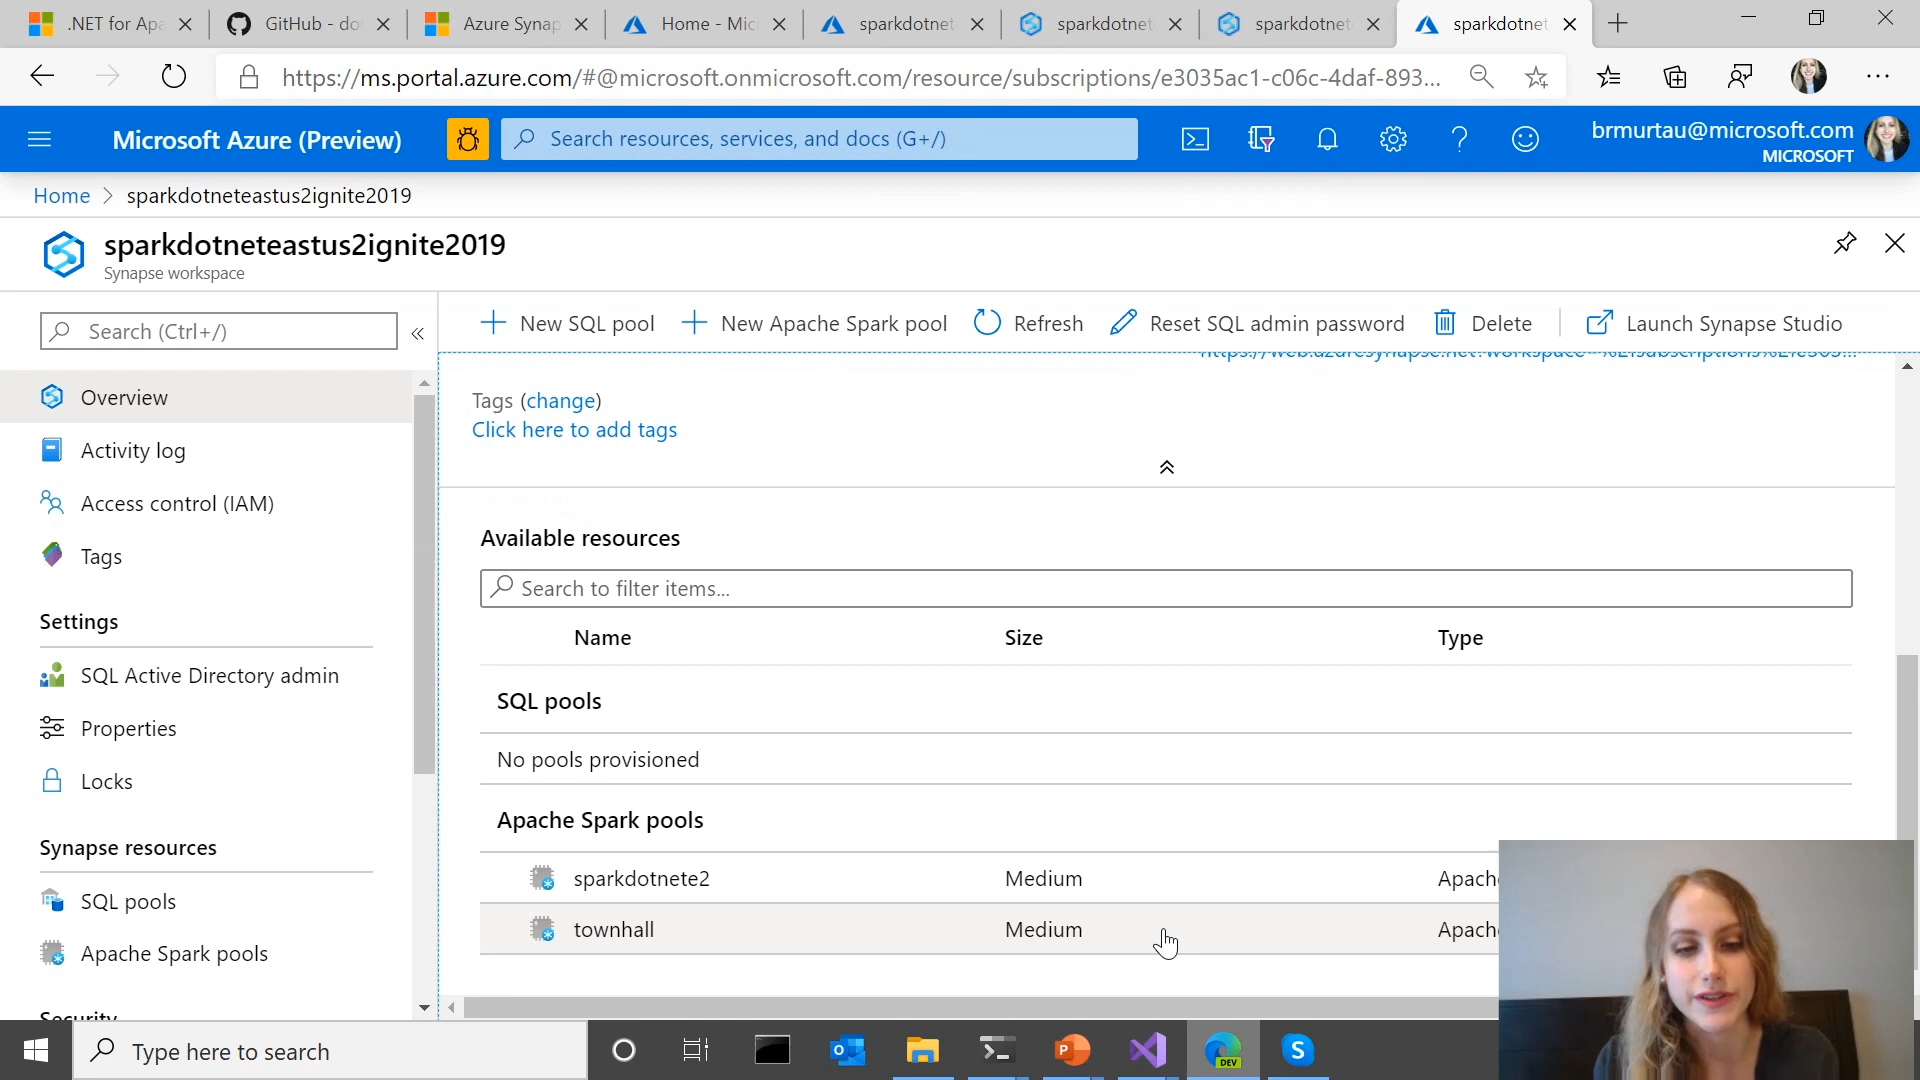 .NET for Apa
GitHub - do
Azure Synap
Home - Mic
sparkdotnet
sparkdotnet
sparkdotnet
sparkdotnet
https://ms.portal.azure.com/#@microsoft.onmicrosoft.com/resource/subscriptions/e3035ac1-c06c-4daf-893...
Microsoft Azure (Preview)
Search resources, services, and docs (G+/)
brmurtau@microsoft.com
MICROSOFT
Home > sparkdotneteastus2ignite2019
sparkdotneteastus2ignite2019
Synapse workspace
Search (Ctrl+/)
«
New SQL pool
New Apache Spark pool
Refresh
Reset SQL admin password
Delete
Launch Synapse Studio
Overview
Activity log
Access control (IAM)
Tags
Settings
SQL Active Directory admin
Properties
Locks
Synapse resources
SQL pools
Apache Spark pools
Security
Tags (change)
Click here to add tags
Available resources
Search to filter items...
Name Size Type
SQL pools
No pools provisioned
Apache Spark pools
sparkdotnete2 Medium Apach
townhall Medium Apach
Type here to search
DEV